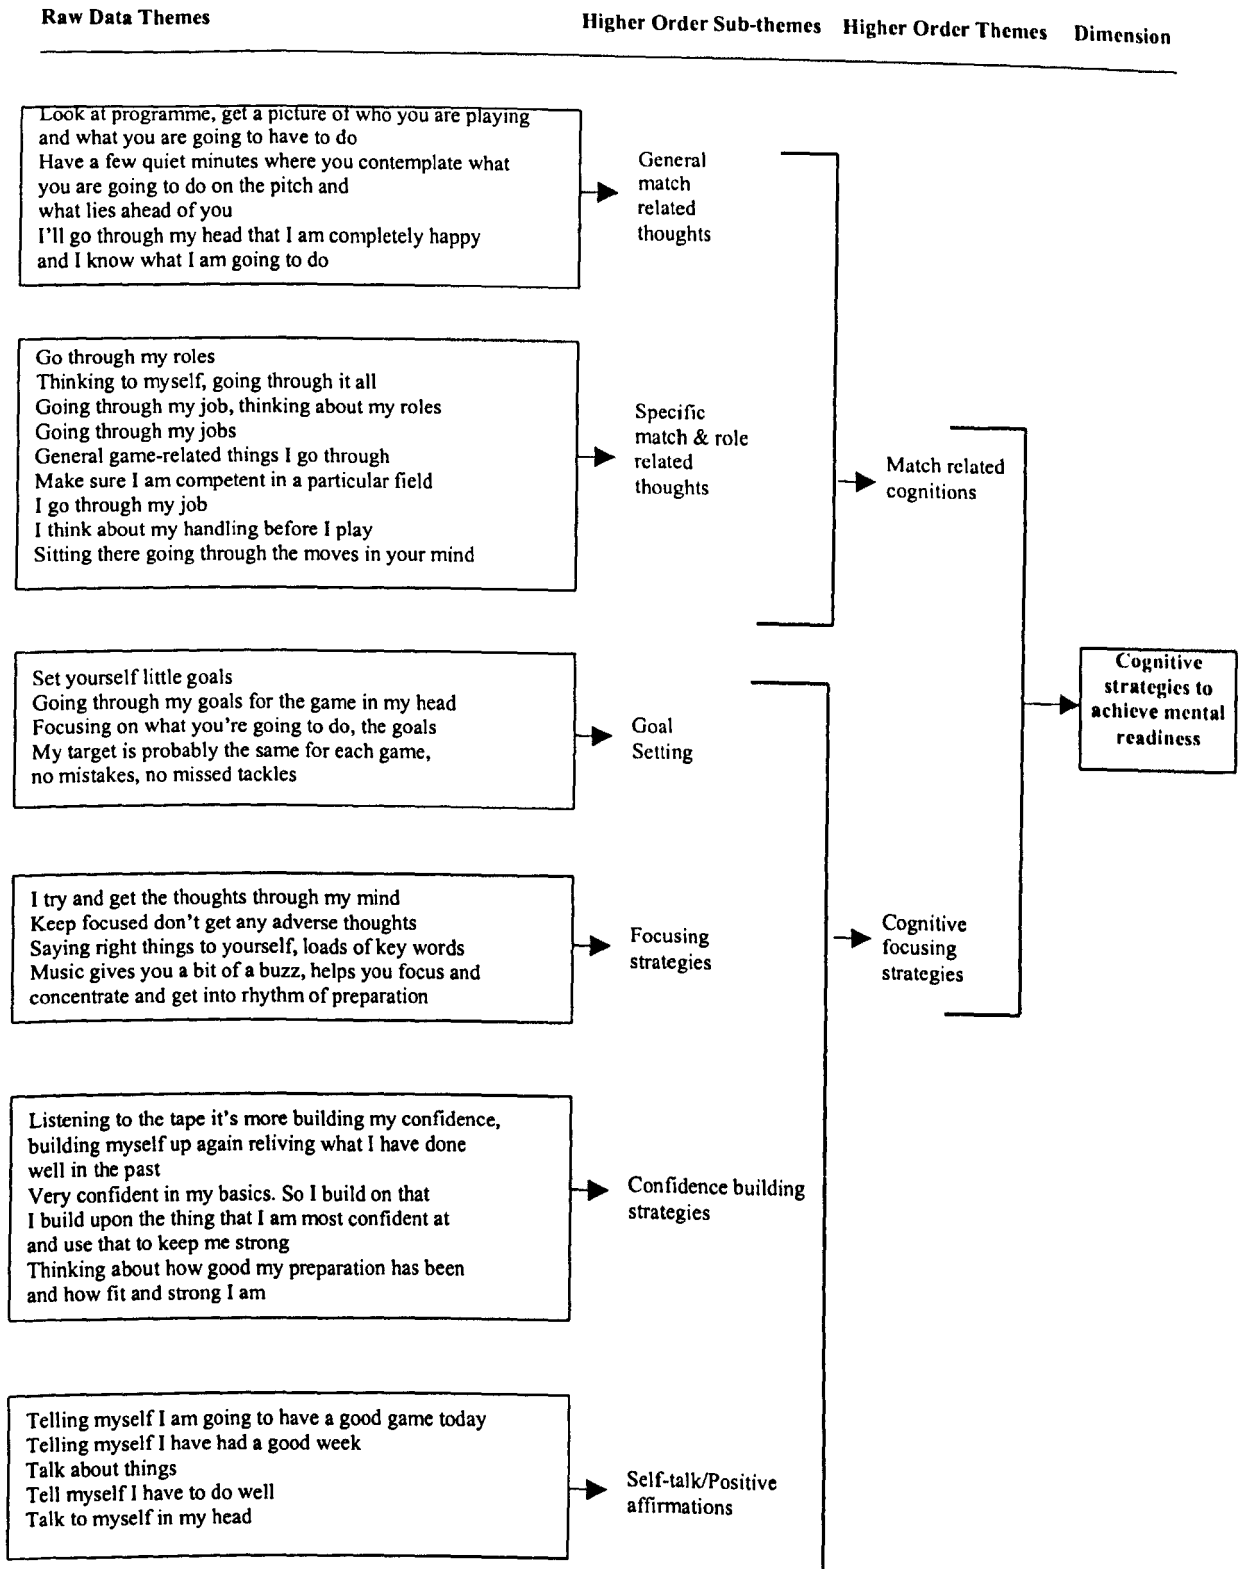 Raw Data Themes
Higher Order Sub-themes
Higher Order Themes
Dimension
Look at programme, get a picture of who you are playing
and what you are going to have to do
Have a few quiet minutes where you contemplate what
you are going to do on the pitch and
what lies ahead of you
I'll go through my head that I am completely happy
and I know what I am going to do
General
match
related
thoughts
Go through my roles
Thinking to myself, going through it all
Going through my job, thinking about my roles
Going through my jobs
General game-related things I go through
Make sure I am competent in a particular field
I go through my job
I think about my handling before I play
Sitting there going through the moves in your mind
Specific
match & role
related
thoughts
Match related
cognitions
Set yourself little goals
Going through my goals for the game in my head
Focusing on what you're going to do, the goals
My target is probably the same for each game,
no mistakes, no missed tackles
Goal
Setting
Cognitive
strategies to
achieve mental
readiness
I try and get the thoughts through my mind
Keep focused don't get any adverse thoughts
Saying right things to yourself, loads of key words
Music gives you a bit of a buzz, helps you focus and
concentrate and get into rhythm of preparation
Focusing
strategies
Cognitive
focusing
strategies
Listening to the tape it's more building my confidence,
building myself up again reliving what I have done
well in the past
Very confident in my basics. So I build on that
I build upon the thing that I am most confident at
and use that to keep me strong
Thinking about how good my preparation has been
and how fit and strong I am
Confidence building
strategies
Telling myself I am going to have a good game today
Telling myself I have had a good week
Talk about things
Tell myself I have to do well
Talk to myself in my head
Self-talk/Positive
affirmations